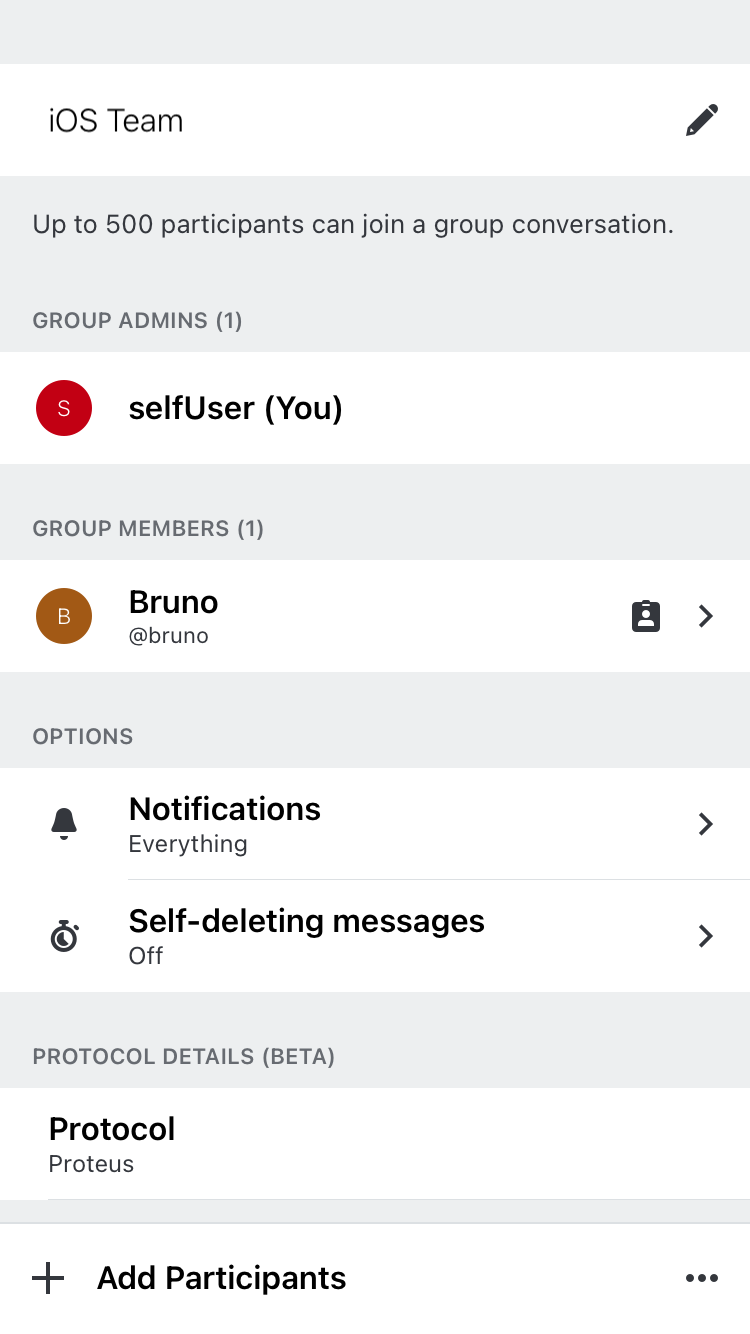 iOS Team
Up to 500 participants can join a group conversation.
GROUP ADMINS (1)
S
selfUser (You)
GROUP MEMBERS (1)
B
Bruno
@bruno
OPTIONS
Notifications
Everything
Self-deleting messages
Off
PROTOCOL DETAILS (BETA)
Protocol
Proteus
Add Participants